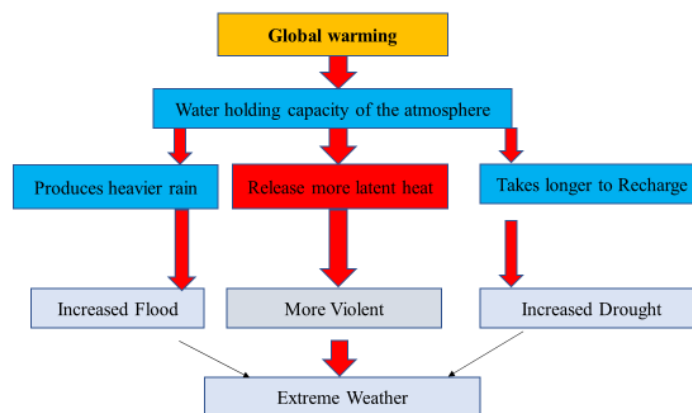 Global warming
Water holding capacity of the atmosphere
Produces heavier rain
Release more latent heat
Takes longer to Recharge
Increased Flood
More Violent
Increased Drought
Extreme Weather